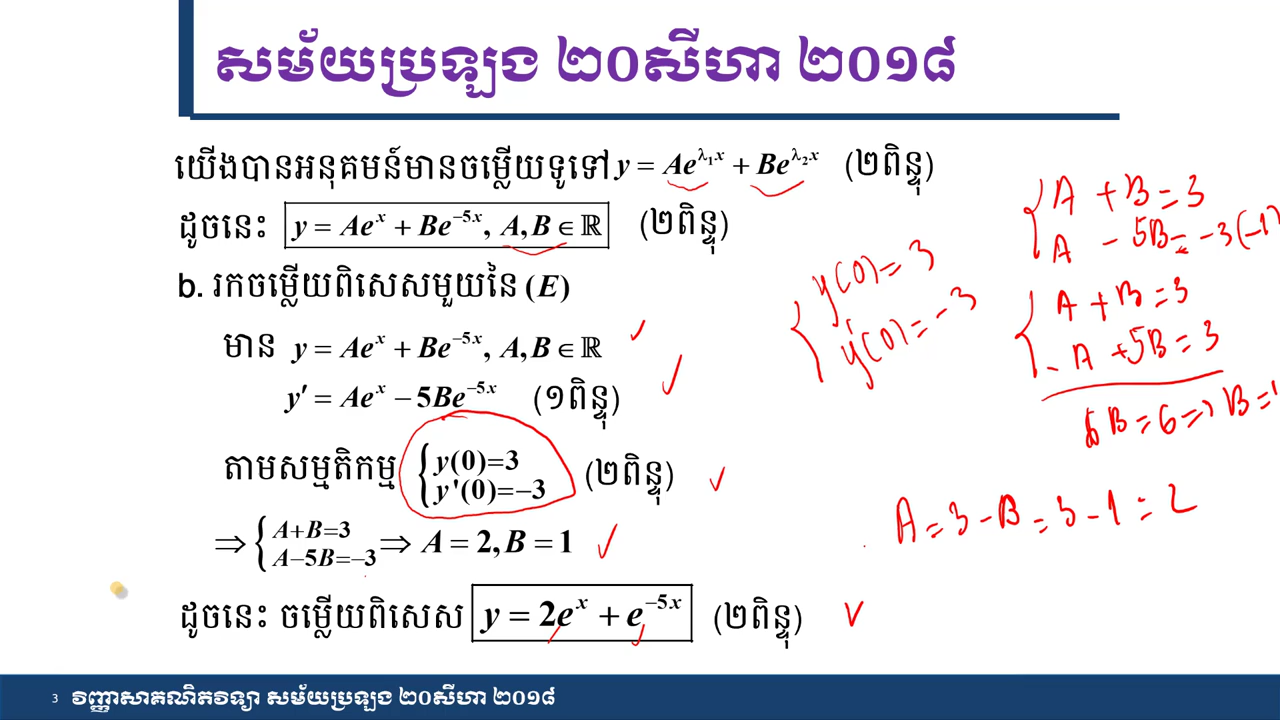 សម័យប្រឡង ២០សីហា ២០១៨
យើងបានអនុគមន៍មានចម្លើយទូទៅ y = Ae^{λ₁x} + Be^{λ₂x} (២ពិន្ទុ)
ដូចនេះ y = Ae^x + Be^{−5x}, A,B ∈ ℝ (២ពិន្ទុ)
b. រកចម្លើយពិសេសមួយនៃ (E)
មាន y = Ae^x + Be^{−5x}, A,B ∈ ℝ
y′ = Ae^x − 5Be^{−5x} (១ពិន្ទុ)
តាមសម្មតិកម្ម { y(0)=3
y'(0)=−3 (២ពិន្ទុ)
⇒ { A+B=3
A−5B=−3 ⇒ A = 2, B = 1
ដូចនេះ ចម្លើយពិសេស y = 2e^x + e^{−5x} (២ពិន្ទុ)
{ y(0) = 3
y'(0) = −3
{ A + B = 3
A − 5B = −3 (−1)
{ A + B = 3
− A + 5B = 3
6B = 6 => B = 1
A = 3 − B = 3 − 1 = 2
3 វិញ្ញាសាគណិតវិទ្យា សម័យប្រឡង ២០សីហា ២០១៨